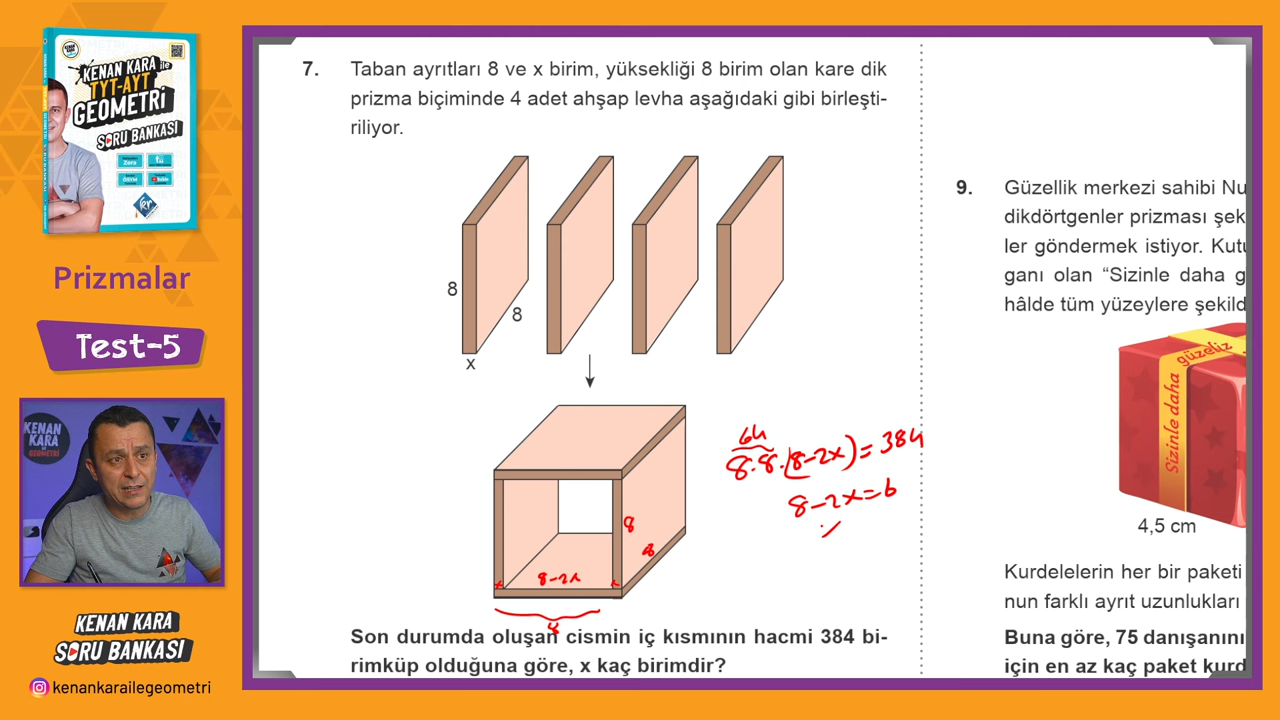 KENAN KARA ile
TYT-AYT
GEOMETRİ
SORU BANKASI
Prizmalar
Test-5
KENAN
KARA
GEOMETRİ
KENAN KARA
SORU BANKASI
kenankarailegeometri
7. Taban ayrıtları 8 ve x birim, yüksekliği 8 birim olan kare dik
prizma biçiminde 4 adet ahşap levha aşağıdaki gibi birleşti-
riliyor.
8
8
x
64
8.8.(8-2x)=384
8-2x=6
8
8
8-2x
x x
8
Son durumda oluşan cismin iç kısmının hacmi 384 bi-
rimküp olduğuna göre, x kaç birimdir?
9. Güzellik merkezi sahibi Nu
dikdörtgenler prizması şek
ler göndermek istiyor. Kutu
ganı olan “Sizinle daha g
hâlde tüm yüzeylere şekild
güzeliz
Sizinle daha
4,5 cm
Kurdelelerin her bir paketi
nun farklı ayrıt uzunlukları
Buna göre, 75 danışanını
için en az kaç paket kurd